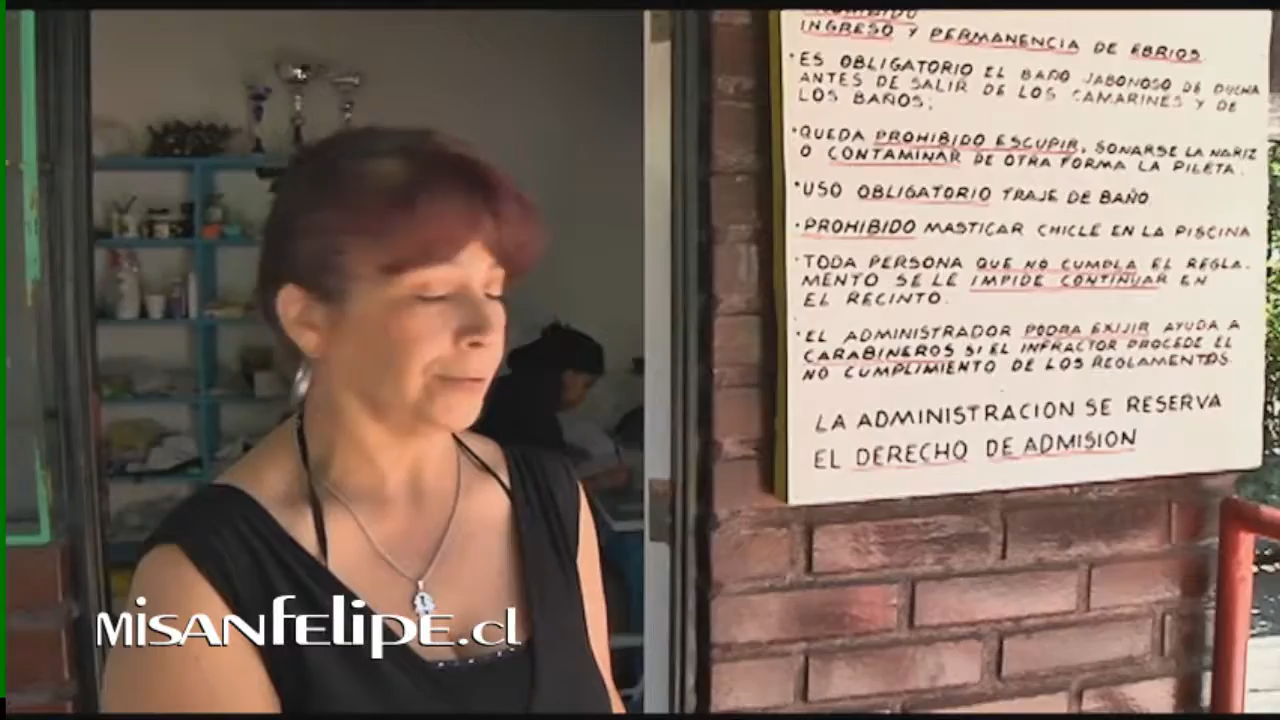 PROHIBIDO
INGRESO Y PERMANENCIA DE EBRIOS.
•ES OBLIGATORIO EL BAÑO JABONOSO DE DUCHA
ANTES DE SALIR DE LOS CAMARINES Y DE
LOS BAÑOS.
•QUEDA PROHIBIDO ESCUPIR, SONARSE LA NARIZ
O CONTAMINAR DE OTRA FORMA LA PILETA.
•USO OBLIGATORIO TRAJE DE BAÑO
•PROHIBIDO MASTICAR CHICLE EN LA PISCINA
•TODA PERSONA QUE NO CUMPLA EL REGLA-
MENTO SE LE IMPIDE CONTINUAR EN
EL RECINTO.
•EL ADMINISTRADOR PODRA EXIJIR AYUDA A
CARABINEROS SI EL INFRACTOR PROCEDE EL
NO CUMPLIMIENTO DE LOS REGLAMENTOS.
LA ADMINISTRACION SE RESERVA
EL DERECHO DE ADMISION
MISANFELIPE.cl